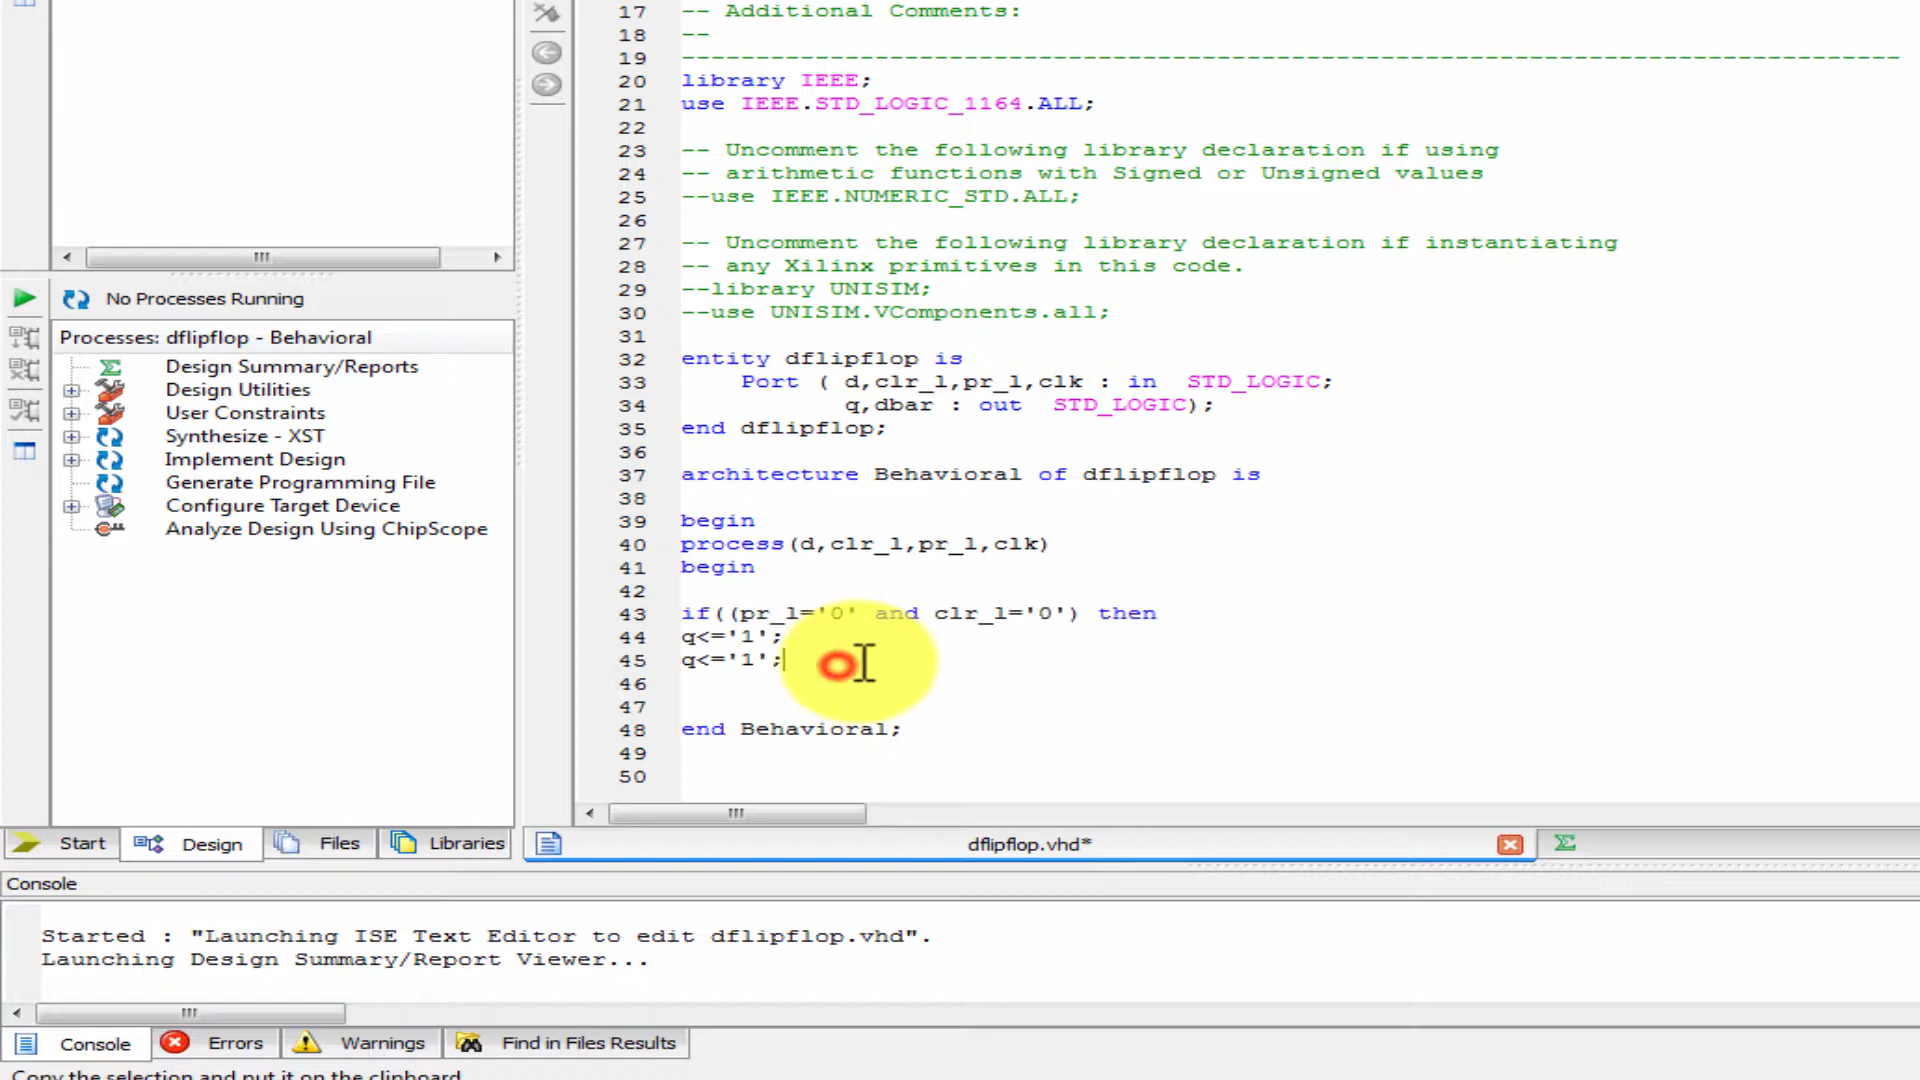 No Processes Running
Processes: dflipflop - Behavioral
Design Summary/Reports
Design Utilities
User Constraints
Synthesize - XST
Implement Design
Generate Programming File
Configure Target Device
Analyze Design Using ChipScope
Start Design Files Libraries
17 -- Additional Comments:
18 --
19 ----------------------------------------------------------------------------------
20 library IEEE;
21 use IEEE.STD_LOGIC_1164.ALL;
22
23 -- Uncomment the following library declaration if using
24 -- arithmetic functions with Signed or Unsigned values
25 --use IEEE.NUMERIC_STD.ALL;
26
27 -- Uncomment the following library declaration if instantiating
28 -- any Xilinx primitives in this code.
29 --library UNISIM;
30 --use UNISIM.VComponents.all;
31
32 entity dflipflop is
33 Port ( d,clr_l,pr_l,clk : in STD_LOGIC;
34 q,dbar : out STD_LOGIC);
35 end dflipflop;
36
37 architecture Behavioral of dflipflop is
38
39 begin
40 process(d,clr_l,pr_l,clk)
41 begin
42
43 if((pr_l='0' and clr_l='0') then
44 q<='1';
45 q<='1';
46
47
48 end Behavioral;
49
50
dflipflop.vhd*
Console
Started : "Launching ISE Text Editor to edit dflipflop.vhd".
Launching Design Summary/Report Viewer...
Console Errors Warnings Find in Files Results
Copy the selection and put it on the clipboard